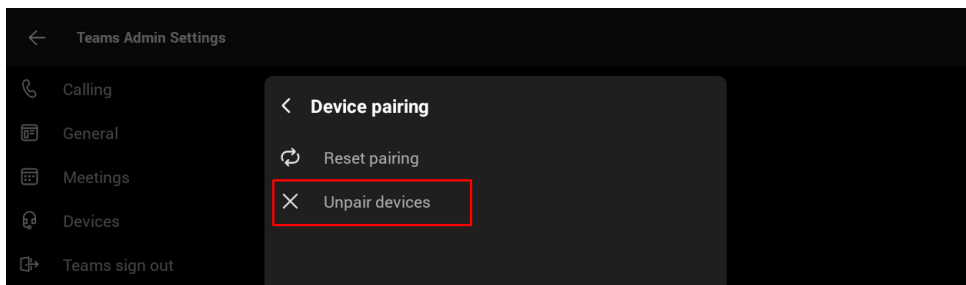 Teams Admin Settings
Calling
General
Meetings
Devices
Teams sign out
Device pairing
Reset pairing
Unpair devices